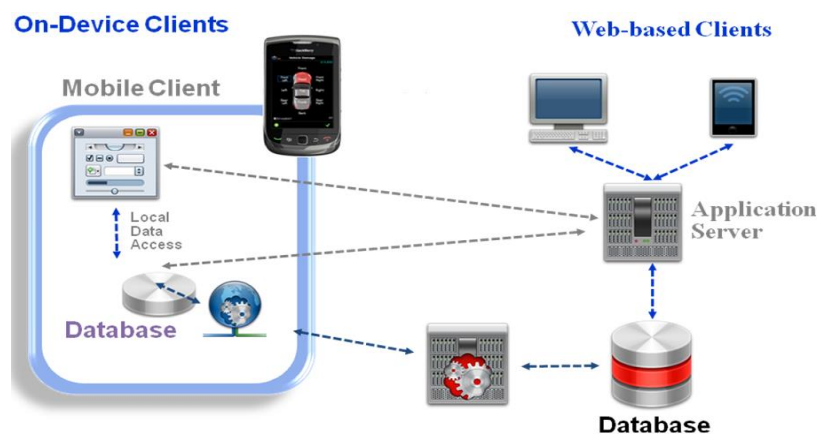 On-Device Clients
Web-based Clients
Mobile Client
Local
Data
Access
Database
Application
Server
Database